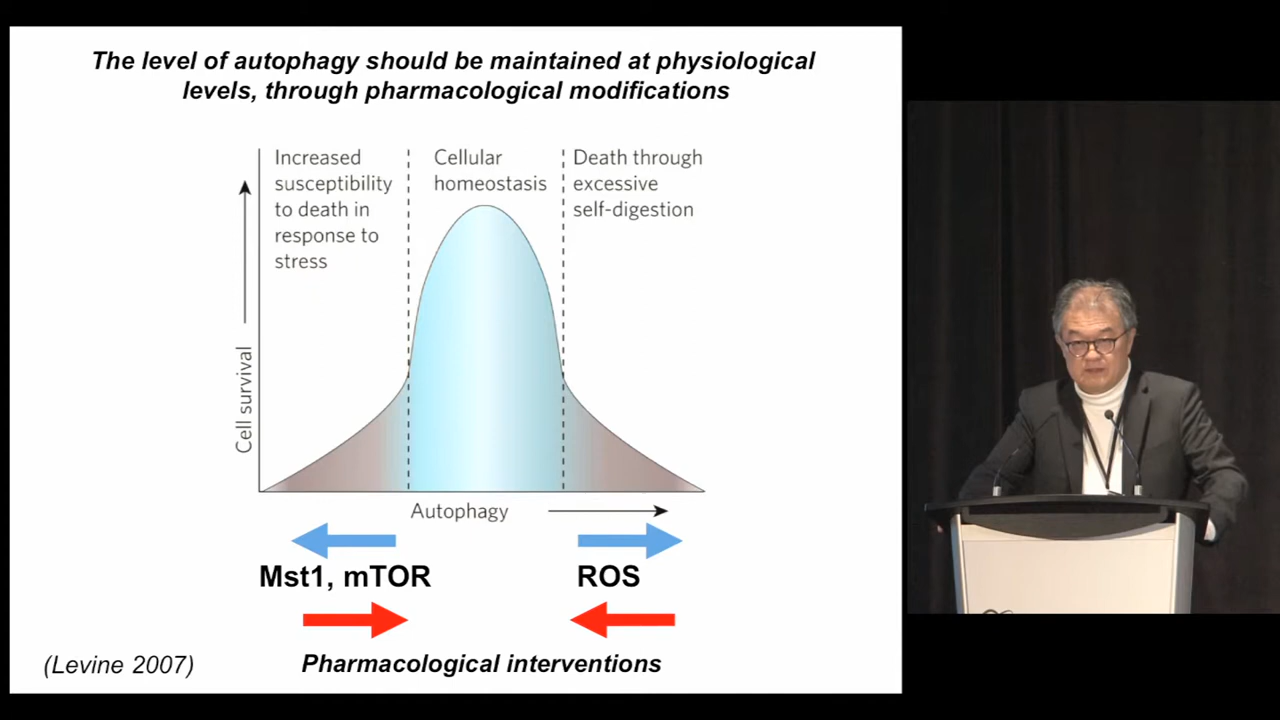 The level of autophagy should be maintained at physiological
levels, through pharmacological modifications
Increased
susceptibility
to death in
response to
stress
Cellular
homeostasis
Death through
excessive
self-digestion
Cell survival
Autophagy
Mst1, mTOR
ROS
Pharmacological interventions
(Levine 2007)